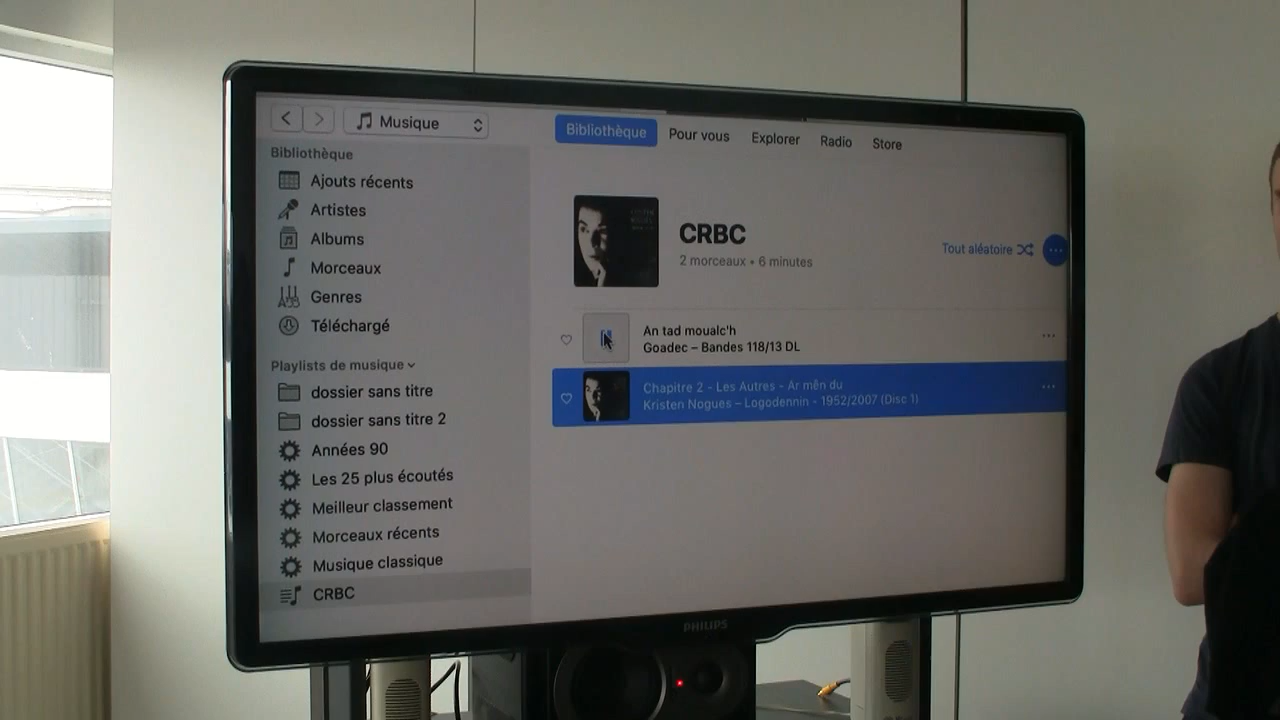 Musique
Bibliothèque
Pour vous
Explorer
Radio
Store
Bibliothèque
Ajouts récents
Artistes
Albums
Morceaux
Genres
Téléchargé
Playlists de musique
dossier sans titre
dossier sans titre 2
Années 90
Les 25 plus écoutés
Meilleur classement
Morceaux récents
Musique classique
CRBC
CRBC
2 morceaux • 6 minutes
Tout aléatoire
An tad moualc'h
Goadec – Bandes 118/13 DL
Chapitre 2 - Les Autres - Ar mên du
Kristen Nogues – Logodennin - 1952/2007 (Disc 1)
PHILIPS